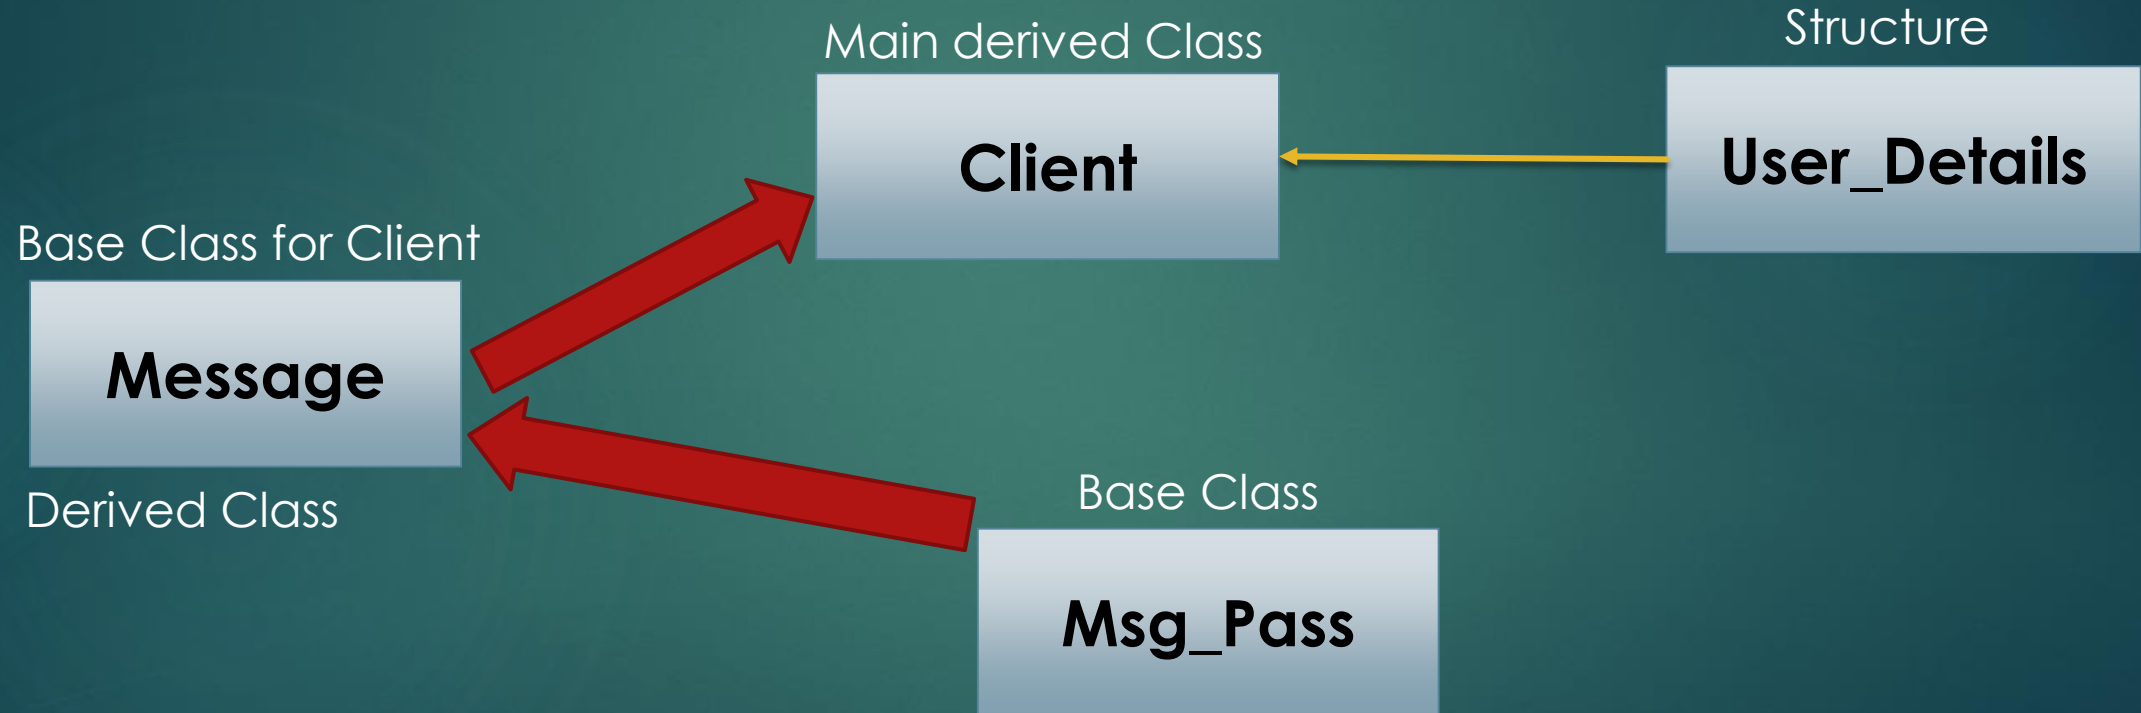 Structure
Main derived Class
Client
User_Details
Base Class for Client
Message
Derived Class
Base Class
Msg_Pass